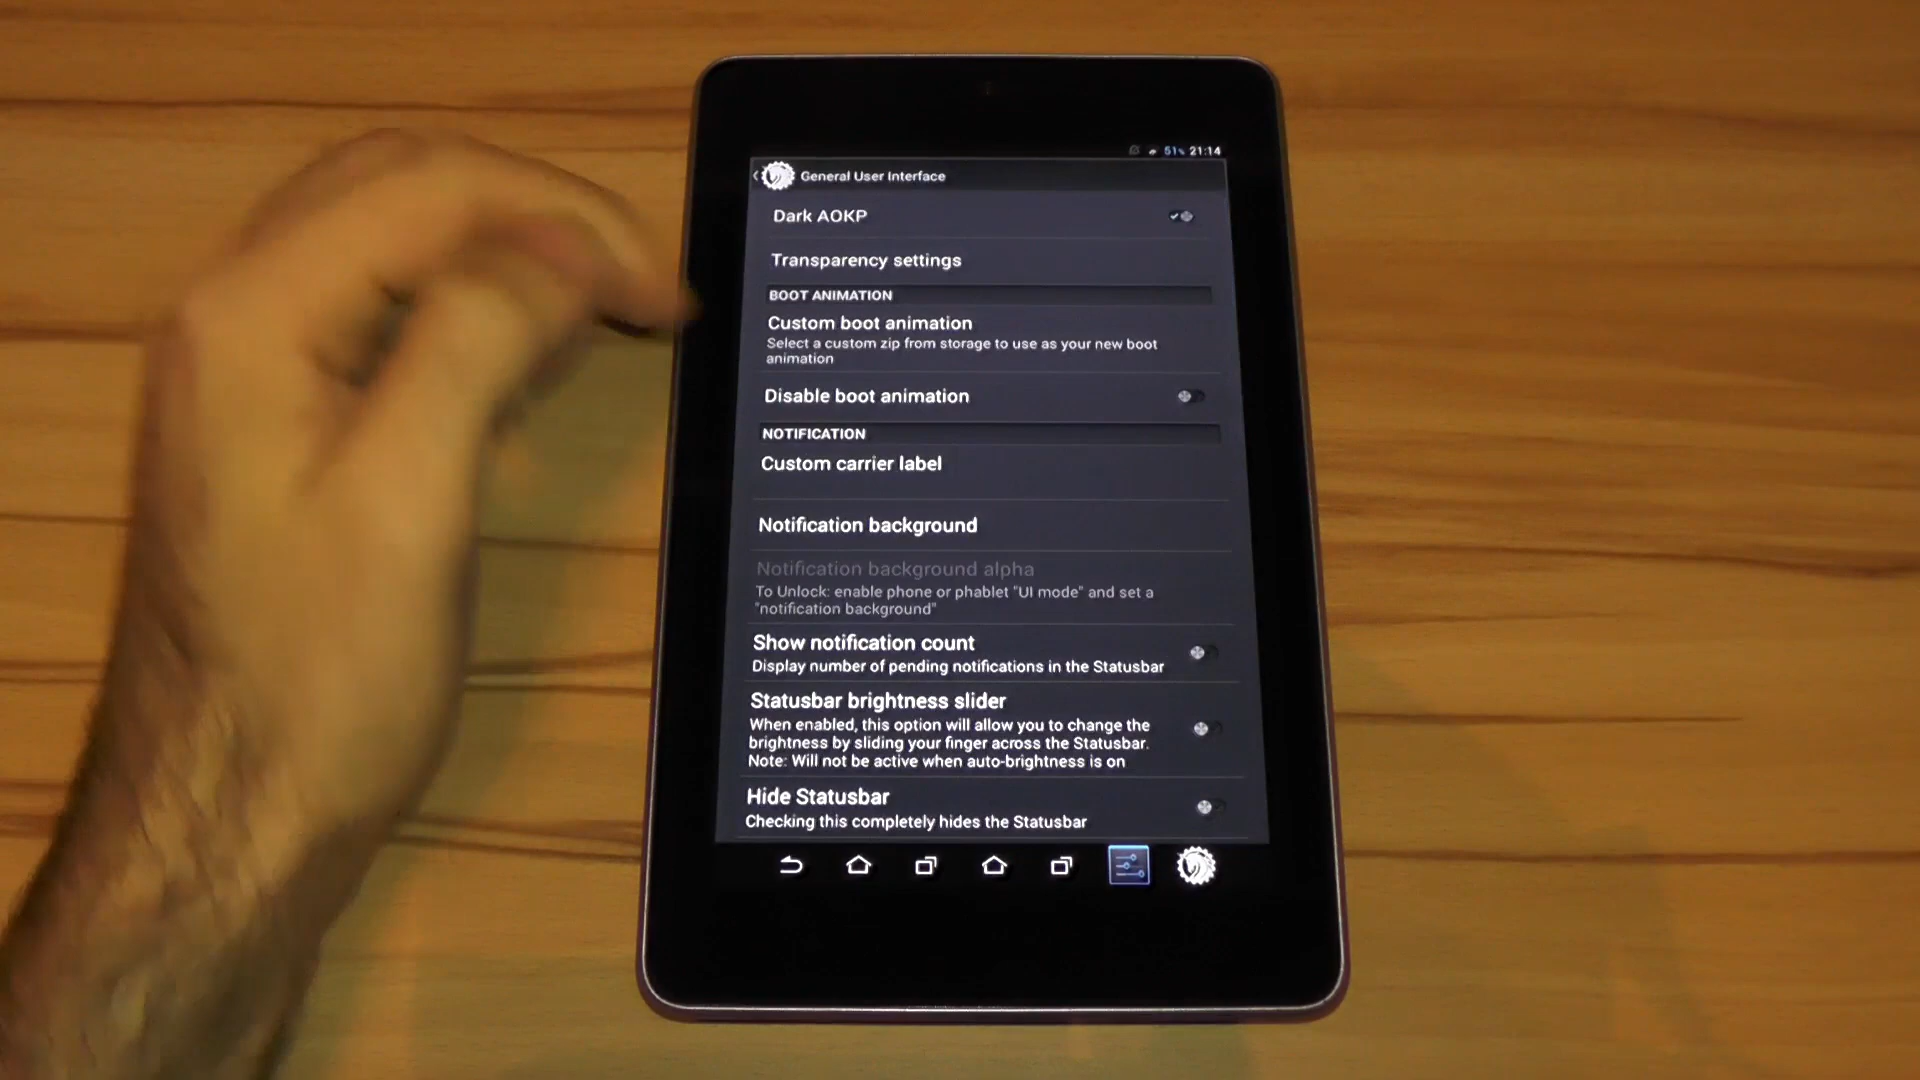 51% 21:14
General User Interface
Dark AOKP
Transparency settings
BOOT ANIMATION
Custom boot animation
Select a custom zip from storage to use as your new boot
animation
Disable boot animation
NOTIFICATION
Custom carrier label
Notification background
Notification background alpha
To Unlock: enable phone or phablet "UI mode" and set a
"notification background"
Show notification count
Display number of pending notifications in the Statusbar
Statusbar brightness slider
When enabled, this option will allow you to change the
brightness by sliding your finger across the Statusbar.
Note: Will not be active when auto-brightness is on
Hide Statusbar
Checking this completely hides the Statusbar